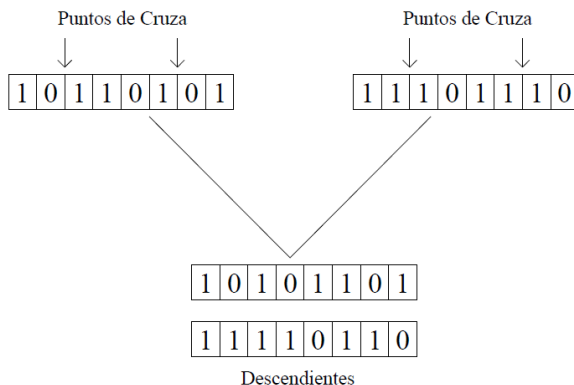 Puntos de Cruza Puntos de Cruza
1 0 1 1 0 1 0 1 1 1 1 0 1 1 1 0
1 0 1 0 1 1 0 1
1 1 1 1 0 1 1 0
Descendientes